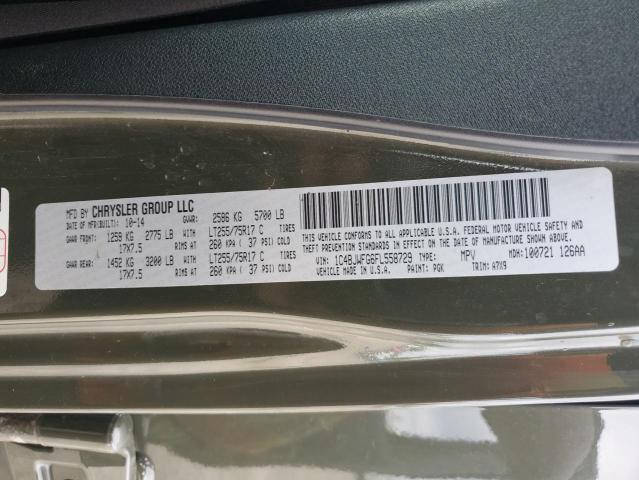 MFD BY CHRYSLER GROUP LLC
DATE OF MFR(BUILT): 10-14 GVWR: 2586 KG 5700 LB
GAWR FRONT: 1259 KG 2775 LB WITH LT255/75R17 C TIRES
17X7.5 RIMS AT 260 KPA ( 37 PSI) COLD
GAWR REAR: 1452 KG 3200 LB WITH LT255/75R17 C TIRES
17X7.5 RIMS AT 260 KPA ( 37 PSI) COLD
THIS VEHICLE CONFORMS TO ALL APPLICABLE U.S.A. FEDERAL MOTOR VEHICLE SAFETY AND
THEFT PREVENTION STANDARDS IN EFFECT ON THE DATE OF MANUFACTURE SHOWN ABOVE.
VIN: 1C4BJWFG6FL558729 TYPE: MPV MDH: 100721 126AA
VEHICLE MADE IN U.S.A. PAINT: PGK TRIM: A7X9